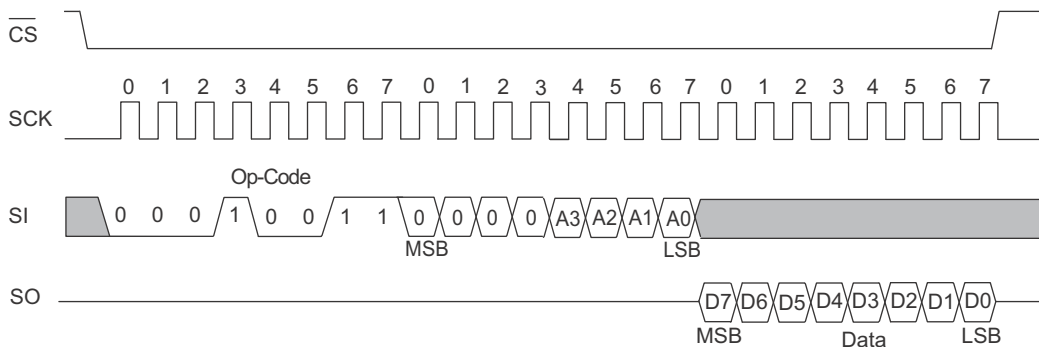 CS
0 1 2 3 4 5 6 7 0 1 2 3 4 5 6 7 0 1 2 3 4 5 6 7
SCK
Op-Code
SI 0 0 0 1 0 0 1 1 0 0 0 0 A3 A2 A1 A0
MSB LSB
SO D7 D6 D5 D4 D3 D2 D1 D0
MSB Data LSB